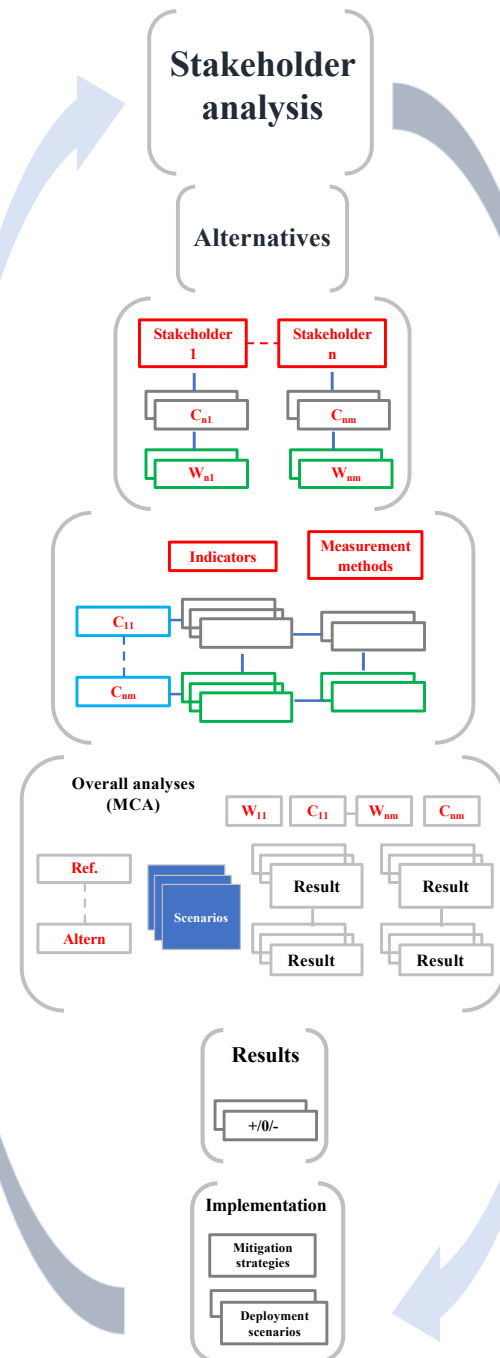 Stakeholder
analysis
Alternatives
Stakeholder
1
Stakeholder
n
Cn1
Cnm
Wn1
Wnm
Indicators
Measurement
methods
C11
Cnm
Overall analyses
(MCA)
W11
C11
Wnm
Cnm
Ref.
Altern
Scenarios
Result
Result
Result
Result
Results
+/0/-
Implementation
Mitigation
strategies
Deployment
scenarios